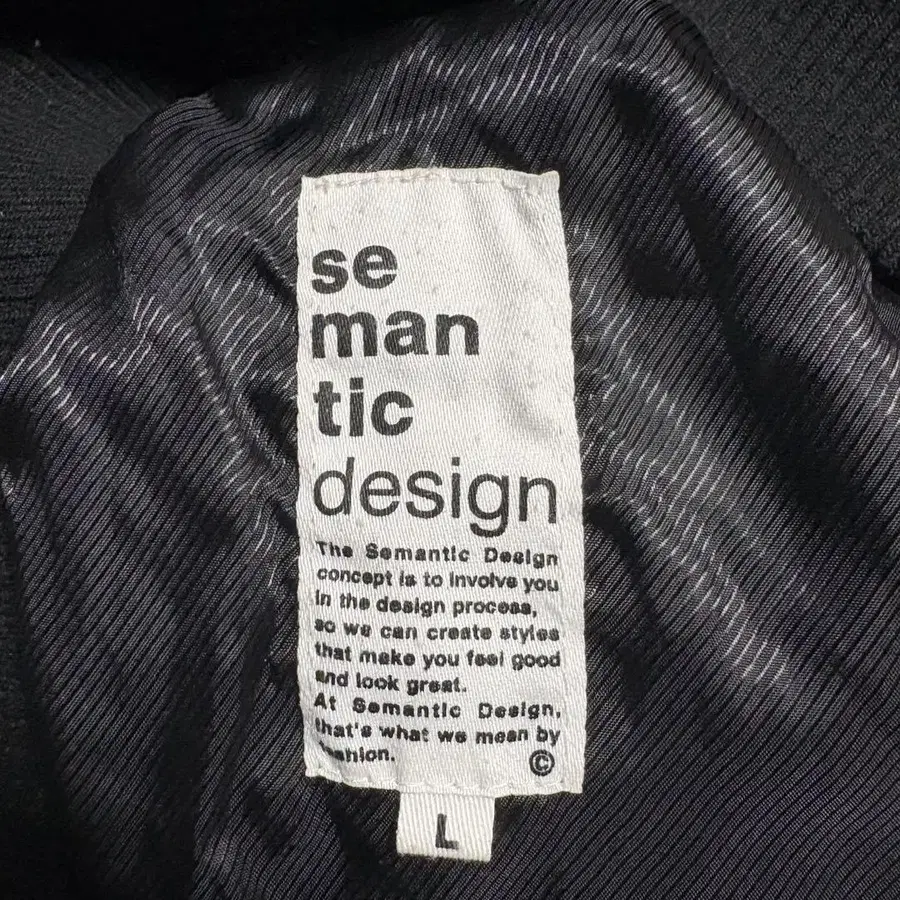 se
man
tic
design
The Semantic Design
concept is to involve you
in the design process,
so we can create styles
that make you feel good
and look great.
At Semantic Design,
that's what we mean by
fashion.
©
L